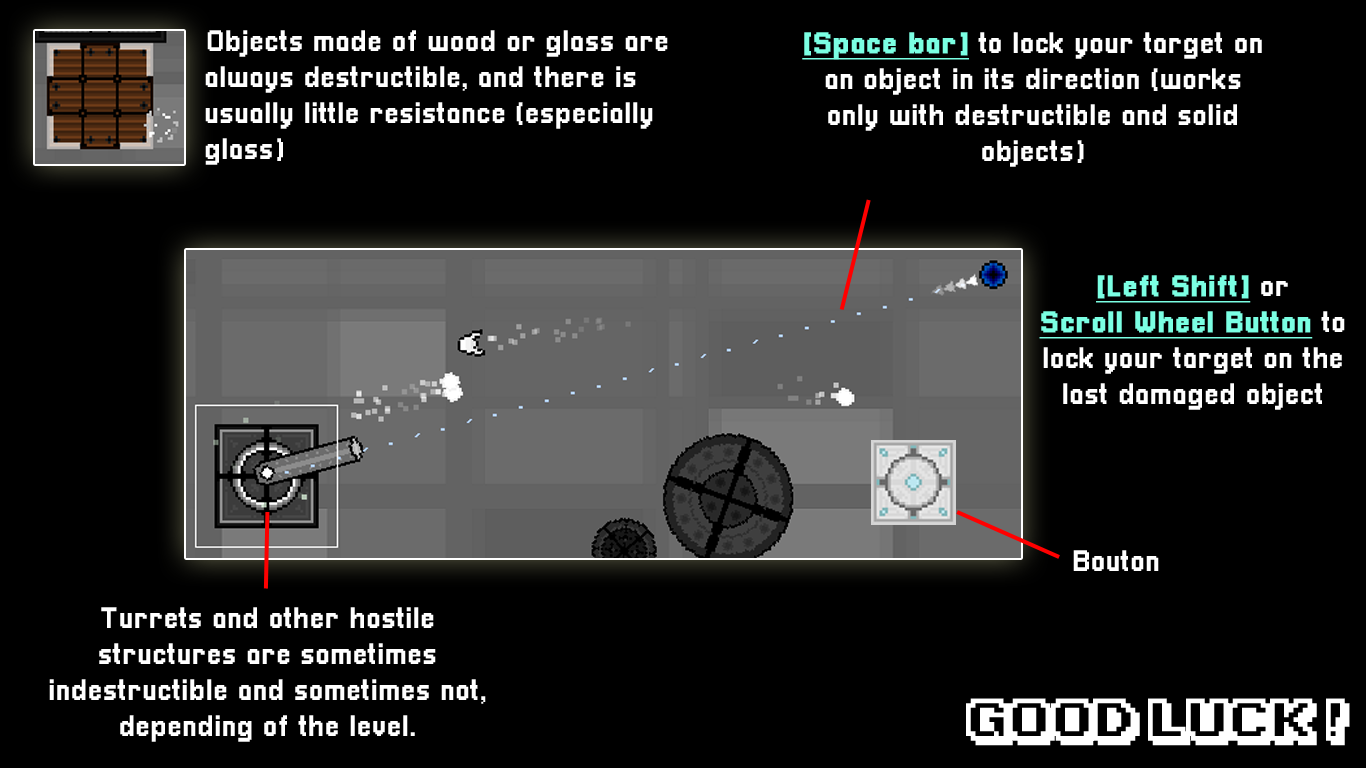 Objects made of wood or glass are
always destructible, and there is
usually little resistance (especially
glass)
[Space bar] to lock your target on
an object in its direction (works
only with destructible and solid
objects)
[Left Shift] or
Scroll Wheel Button to
lock your target on the
last damaged object
Bouton
Turrets and other hostile
structures are sometimes
indestructible and sometimes not,
depending of the level.
GOOD LUCK!